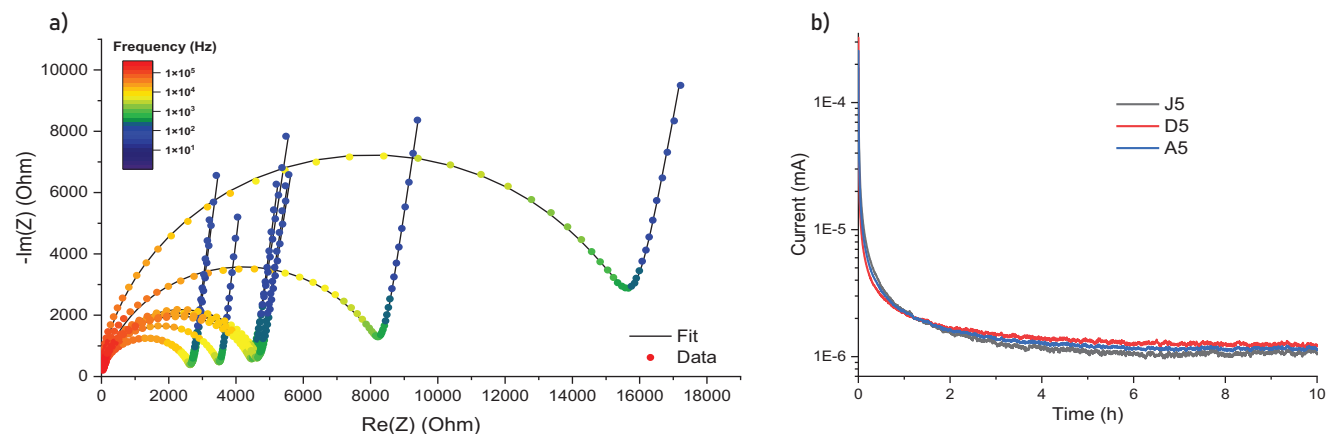 a)
Frequency (Hz)
1×10⁵
1×10⁴
1×10³
1×10²
1×10¹
10000
8000
6000
4000
2000
0
-Im(Z) (Ohm)
Fit
Data
0 2000 4000 6000 8000 10000 12000 14000 16000 18000
Re(Z) (Ohm)
b)
J5
D5
A5
1E-4
1E-5
1E-6
Current (mA)
0 2 4 6 8 10
Time (h)